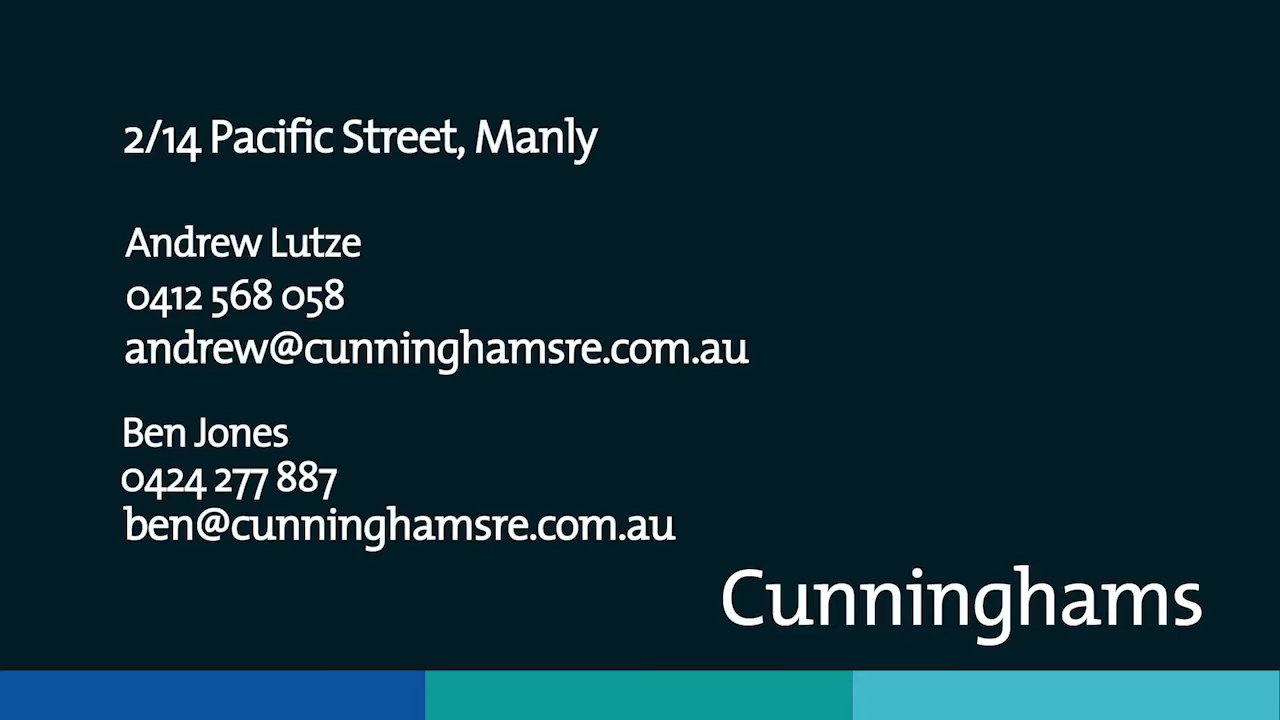 2/14 Pacific Street, Manly
Andrew Lutze
0412 568 058
andrew@cunninghamsre.com.au
Ben Jones
0424 277 887
ben@cunninghamsre.com.au
Cunninghams